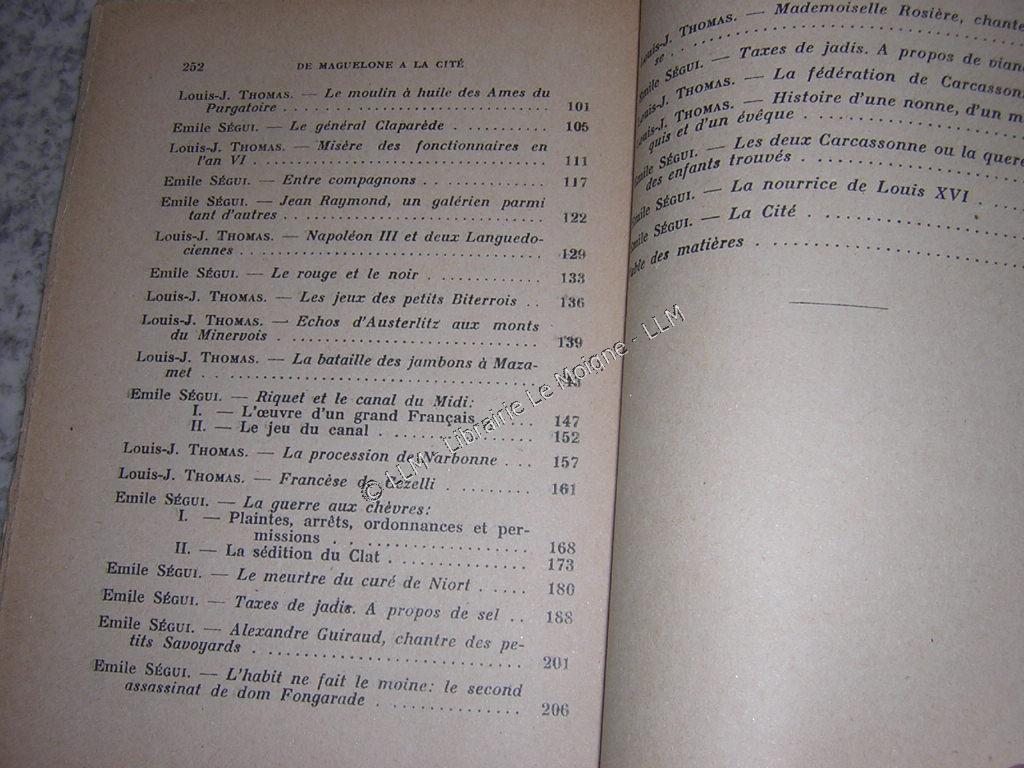 252 DE MAGUELONE A LA CITÉ
Louis-J. THOMAS. — Le moulin à huile des Ames du
Purgatoire . . . . . . . . . . . . . . . . . . . . . . . . . . . . 101
Emile SÉGUI. — Le général Claparède . . . . . . . . . . . 105
Louis-J. THOMAS. — Misère des fonctionnaires en
l'an VI . . . . . . . . . . . . . . . . . . . . . . . . . . . . . . 111
Emile SÉGUI. — Entre compagnons . . . . . . . . . . . . . 117
Emile SÉGUI. — Jean Raymond, un galérien parmi
tant d'autres . . . . . . . . . . . . . . . . . . . . . . . . . . 122
Louis-J. THOMAS. — Napoléon III et deux Languedo-
ciennes . . . . . . . . . . . . . . . . . . . . . . . . . . . . . . 129
Emile SÉGUI. — Le rouge et le noir . . . . . . . . . . . . . 133
Louis-J. THOMAS. — Les jeux des petits Biterrois . . 136
Louis-J. THOMAS. — Echos d'Austerlitz aux monts
du Minervois . . . . . . . . . . . . . . . . . . . . . . . . . . 139
Louis-J. THOMAS. — La bataille des jambons à Maza-
met . . . . . . . . . . . . . . . . . . . . . . . . . . . . . . . .
Emile SÉGUI. — Riquet et le canal du Midi:
I. — L'œuvre d'un grand Français . . . . . . 147
II. — Le jeu du canal . . . . . . . . . . . . . . . 152
Louis-J. THOMAS. — La procession de Narbonne . . . 157
Louis-J. THOMAS. — Francèse de . . . . . . . . . 161
Emile SÉGUI. — La guerre aux chèvres:
I. — Plaintes, arrêts, ordonnances et per-
missions . . . . . . . . . . . . . . . . . . . . . . 168
II. — La sédition du Clat . . . . . . . . . . . . . . 173
Emile SÉGUI. — Le meurtre du curé de Niort . . . . . 180
Emile SÉGUI. — Taxes de jadis. A propos de sel . . 188
Emile SÉGUI. — Alexandre Guiraud, chantre des pe-
tits Savoyards . . . . . . . . . . . . . . . . . . . . . . . . . 201
Emile SÉGUI. — L'habit ne fait le moine: le second
assassinat de dom Fongarade . . . . . . . . . . . . . . . 206
Louis-J. THOMAS. — Mademoiselle Rosière, chante
se . . . . . . . . . . . . . . . . . . . . . . . . . . . .
Emile SÉGUI. — Taxes de jadis. A propos de vian
Louis-J. THOMAS. — La fédération de Carcasson
Louis-J. THOMAS. — Histoire d'une nonne, d'un m
quis et d'un évêque . . . . . . . . . . . . . . . . .
Emile SÉGUI. — Les deux Carcassonne ou la quere
des enfants trouvés . . . . . . . . . . . . . . . . .
Emile SÉGUI. — La nourrice de Louis XVI . . . .
Emile SÉGUI. — La Cité . . . . . . . . . . . . . . .
able des matières . . . . . . . . . . . . . . . . . .
© LLM - Librairie Le Moigne - LLM